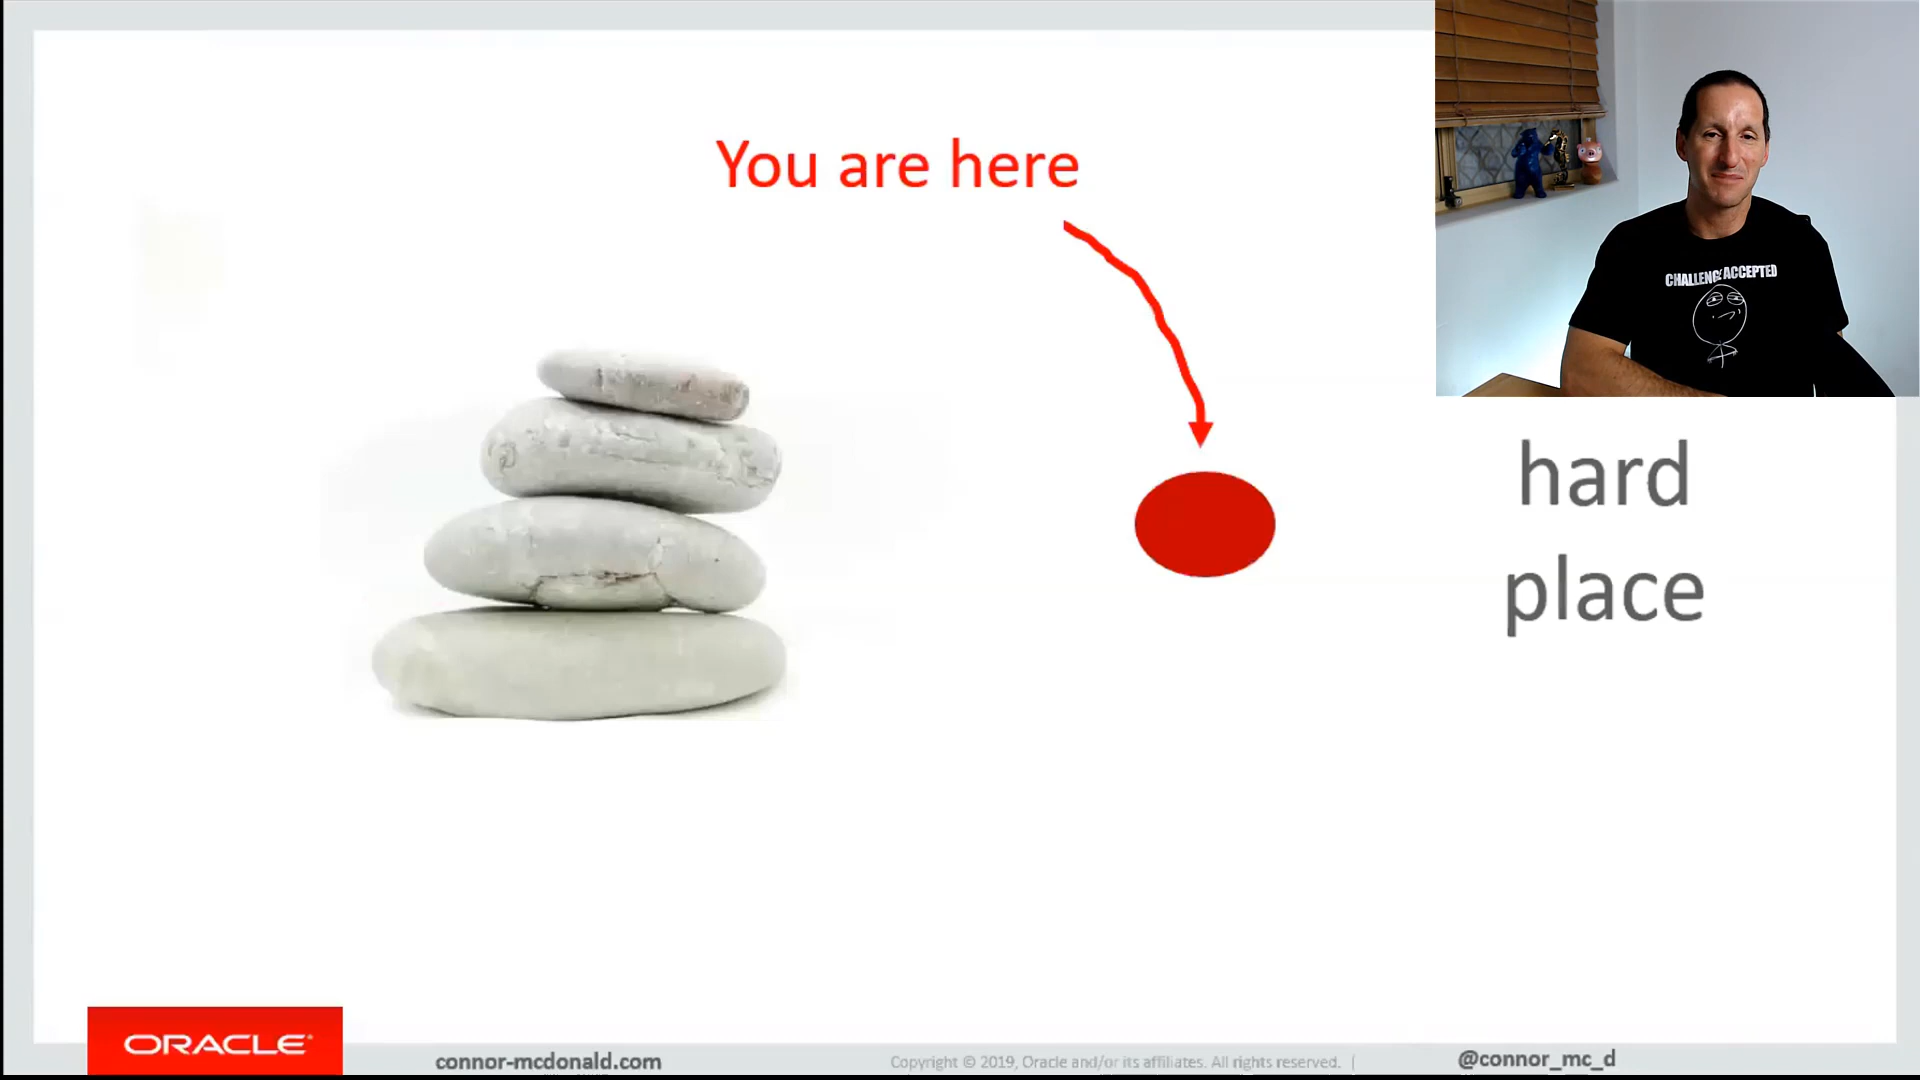 You are here
CHALLENGE ACCEPTED
hard
place
ORACLE
connor-mcdonald.com
Copyright © 2019, Oracle and/or its affiliates. All rights reserved. |
@connor_mc_d